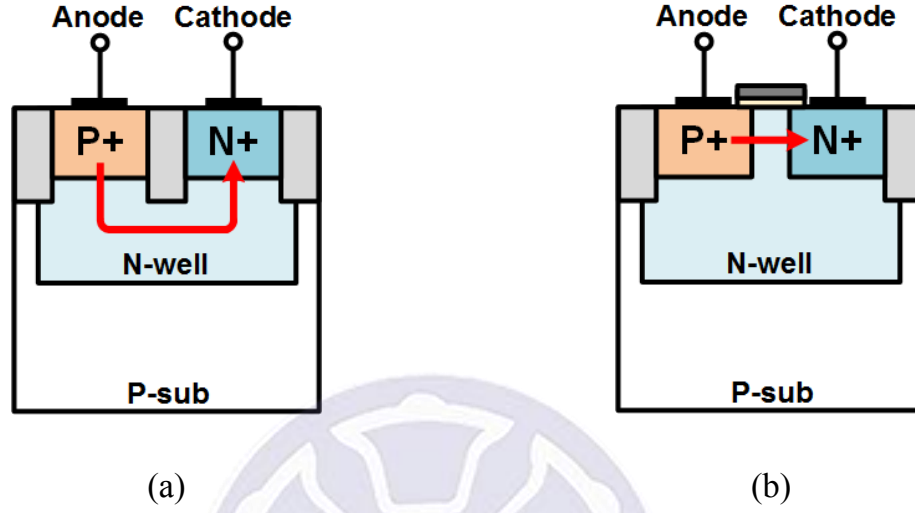 Anode Cathode
P+ N+
N-well
P-sub
(a)
Anode Cathode
P+ N+
N-well
P-sub
(b)